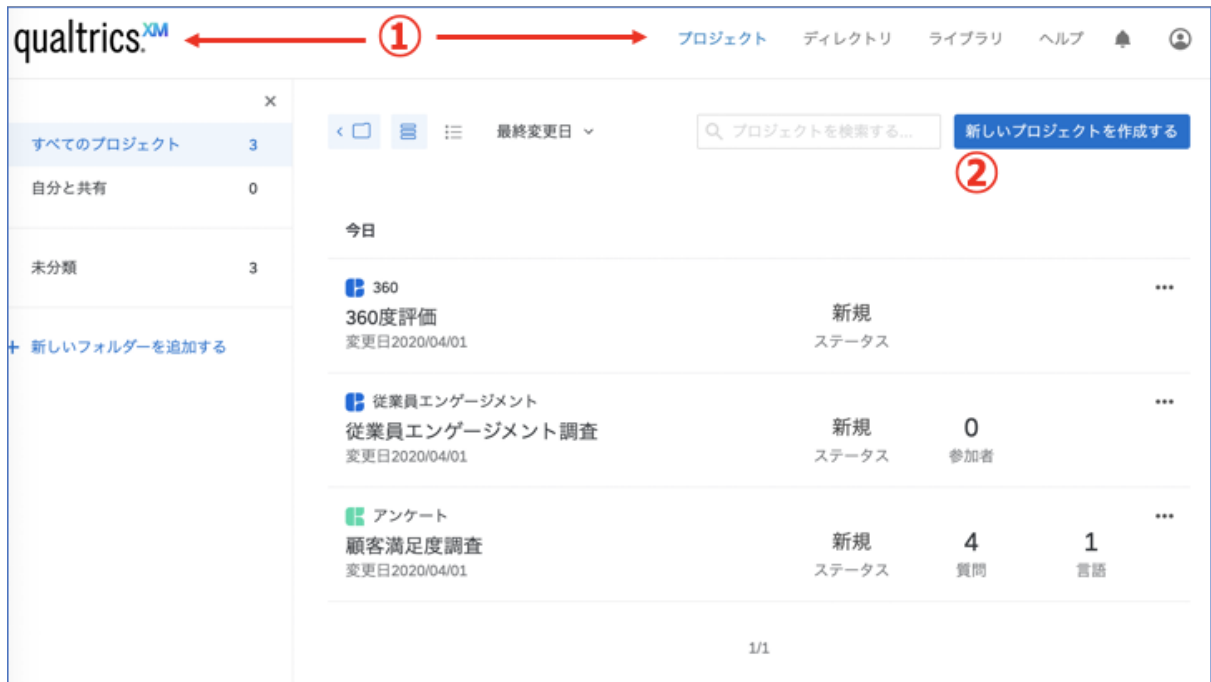 qualtrics.XM ① プロジェクト ディレクトリ ライブラリ ヘルプ
すべてのプロジェクト 3
自分と共有 0
未分類 3
+ 新しいフォルダーを追加する
最終変更日 プロジェクトを検索する... 新しいプロジェクトを作成する
②
今日
360
360度評価 新規
変更日2020/04/01 ステータス
従業員エンゲージメント
従業員エンゲージメント調査 新規 0
変更日2020/04/01 ステータス 参加者
アンケート
顧客満足度調査 新規 4 1
変更日2020/04/01 ステータス 質問 言語
1/1